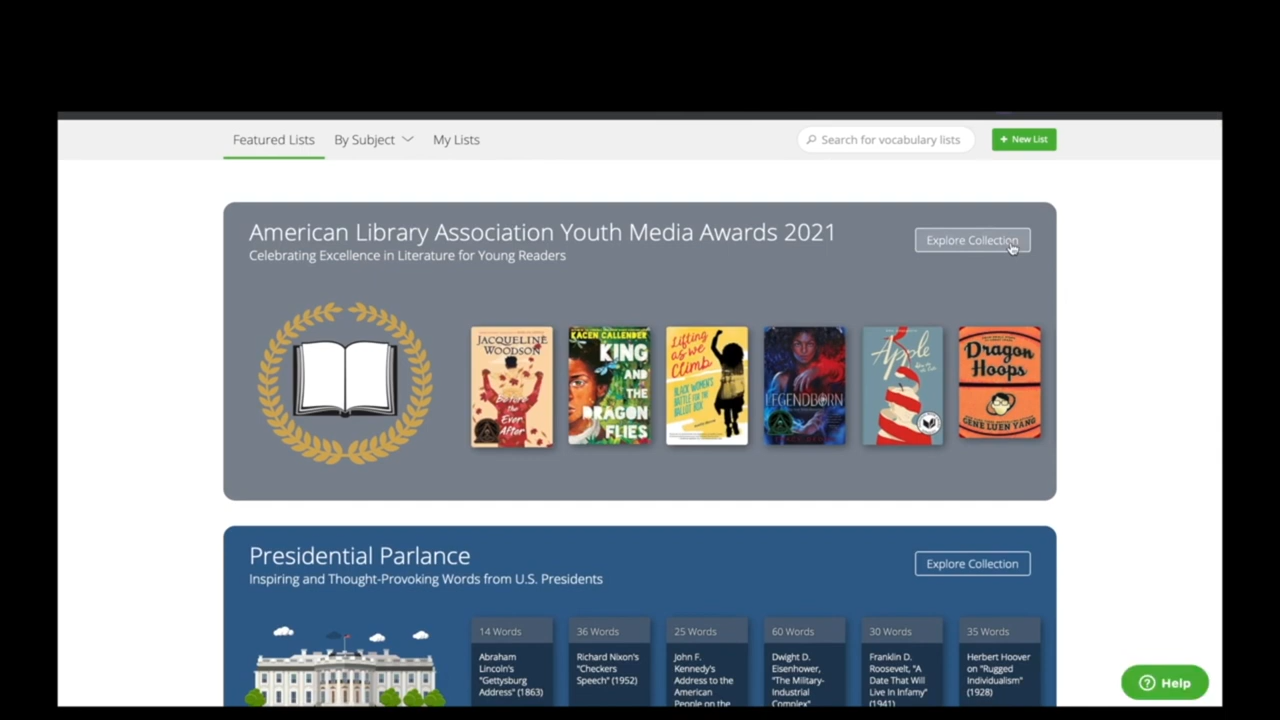 Featured Lists
By Subject
My Lists
Search for vocabulary lists
+ New List
American Library Association Youth Media Awards 2021
Explore Collection
Celebrating Excellence in Literature for Young Readers
JACQUELINE
WOODSON
Before
the
Ever
After
KACEN CALLENDER
KING
AND
THE
DRAGON
FLIES
Lifting
as we
Climb
BLACK WOMEN'S
BATTLE FOR THE
BALLOT BOX
LEGENDBORN
Apple
Dragon
Hoops
GENE LUEN YANG
Presidential Parlance
Explore Collection
Inspiring and Thought-Provoking Words from U.S. Presidents
14 Words
Abraham
Lincoln's
"Gettysburg
Address" (1863)
36 Words
Richard Nixon's
"Checkers
Speech" (1952)
25 Words
John F.
Kennedy's
Address to the
American
People on the
60 Words
Dwight D.
Eisenhower,
"The Military-
Industrial
Complex"
30 Words
Franklin D.
Roosevelt, "A
Date That Will
Live In Infamy"
(1941)
35 Words
Herbert Hoover
on "Rugged
Individualism"
(1928)
? Help